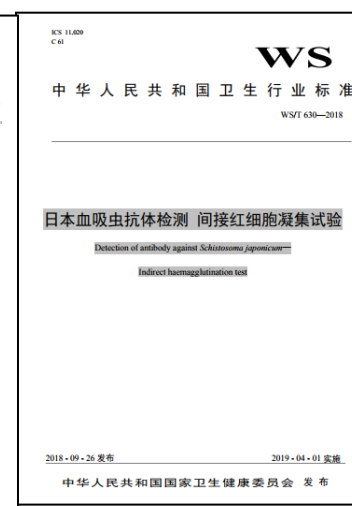 ICS 11.020
C 61
WS
中华人民共和国卫生行业标准
WS/T 630—2018
日本血吸虫抗体检测 间接红细胞凝集试验
Detection of antibody against Schistosoma japonicum—
Indirect haemagglutination test
2018 - 09 - 26 发布
2019 - 04 - 01 实施
中华人民共和国国家卫生健康委员会 发布